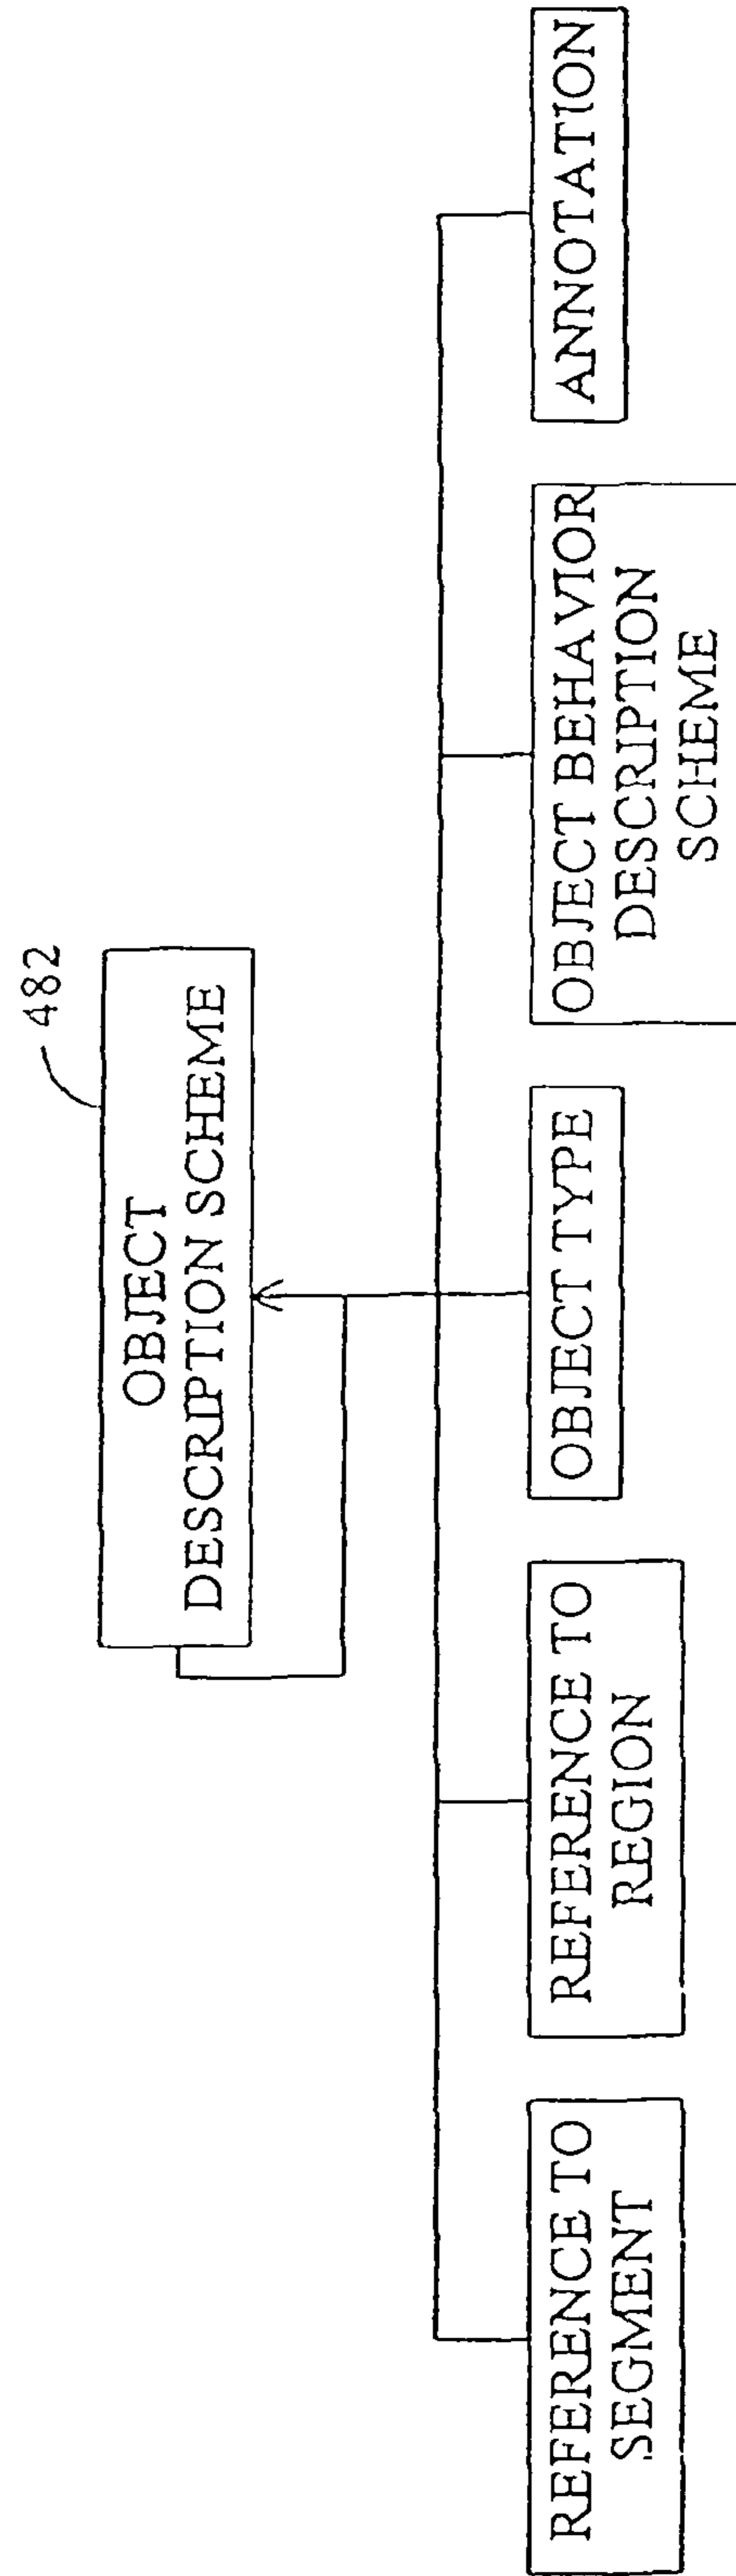 482
OBJECT
DESCRIPTION SCHEME
REFERENCE TO
SEGMENT
REFERENCE TO
REGION
OBJECT TYPE
OBJECT BEHAVIOR
DESCRIPTION
SCHEME
ANNOTATION